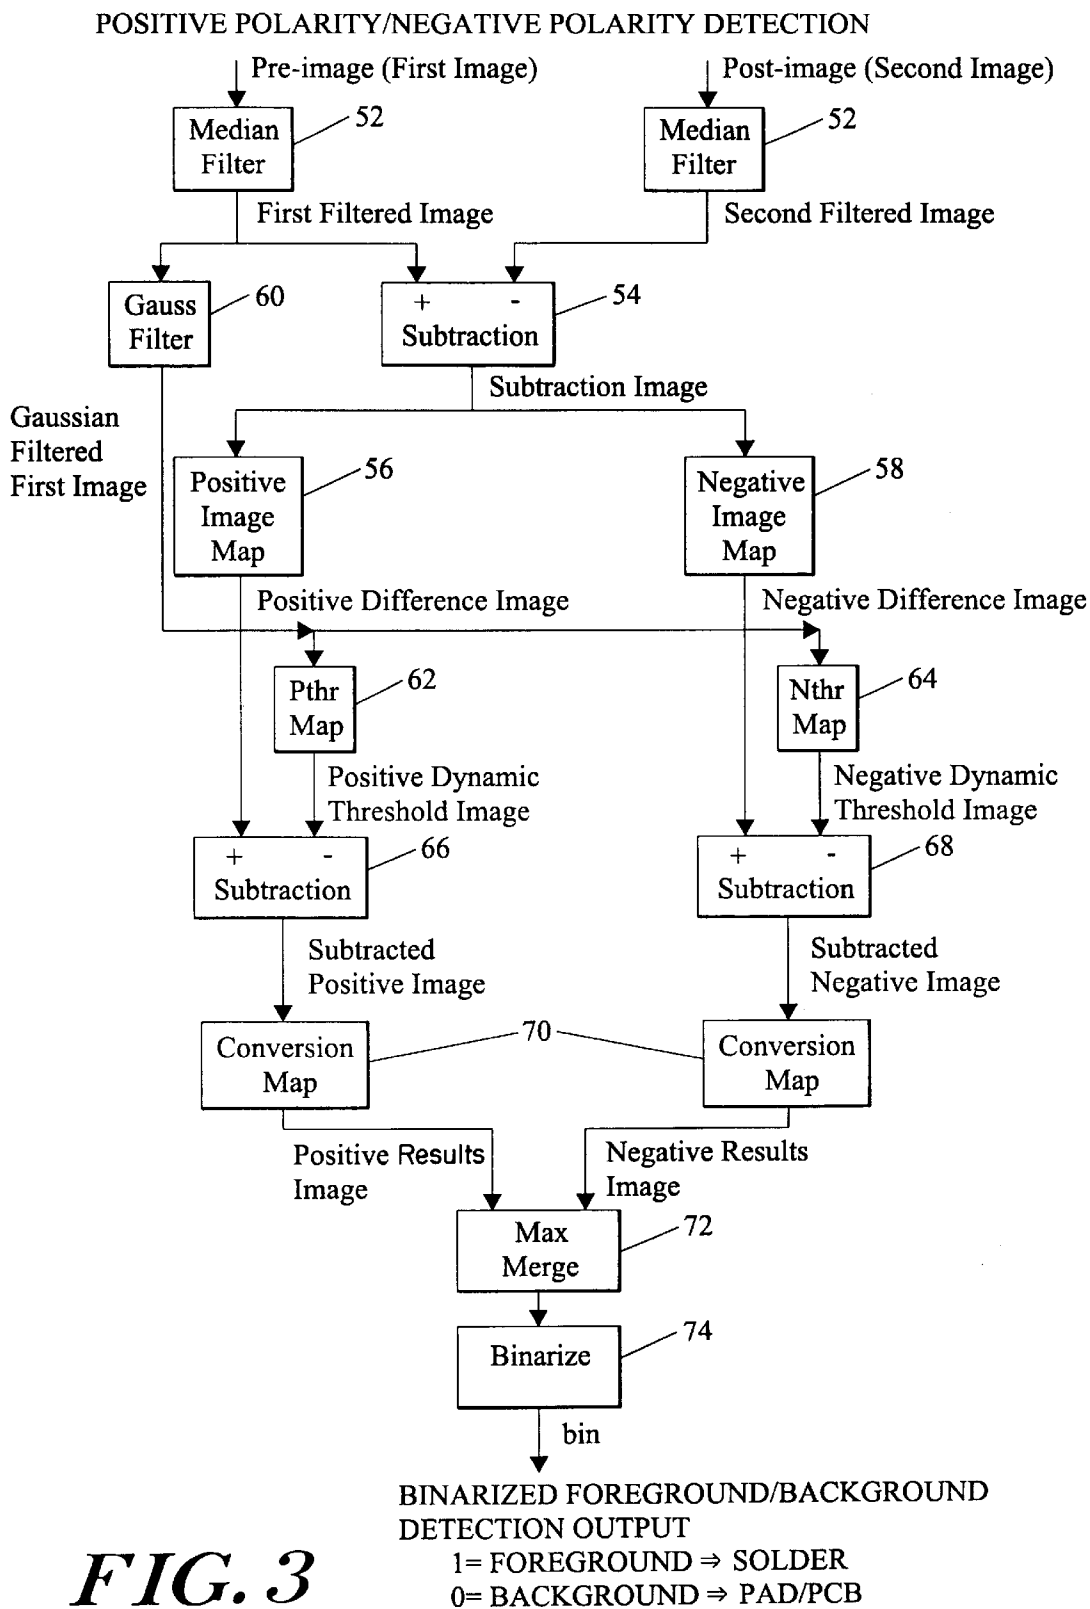 POSITIVE POLARITY/NEGATIVE POLARITY DETECTION
Pre-image (First Image)
Post-image (Second Image)
Median
Filter
52
Median
Filter
52
First Filtered Image
Second Filtered Image
Gauss
Filter
60
+ -
Subtraction
54
Subtraction Image
Gaussian
Filtered
First Image
Positive
Image
Map
56
Negative
Image
Map
58
Positive Difference Image
Negative Difference Image
Pthr
Map
62
Nthr
Map
64
Positive Dynamic
Threshold Image
Negative Dynamic
Threshold Image
+ -
Subtraction
66
+ -
Subtraction
68
Subtracted
Positive Image
Subtracted
Negative Image
Conversion
Map
70
Conversion
Map
Positive Results
Image
Negative Results
Image
Max
Merge
72
Binarize
74
bin
BINARIZED FOREGROUND/BACKGROUND
DETECTION OUTPUT
1= FOREGROUND ⇒ SOLDER
0= BACKGROUND ⇒ PAD/PCB
FIG. 3